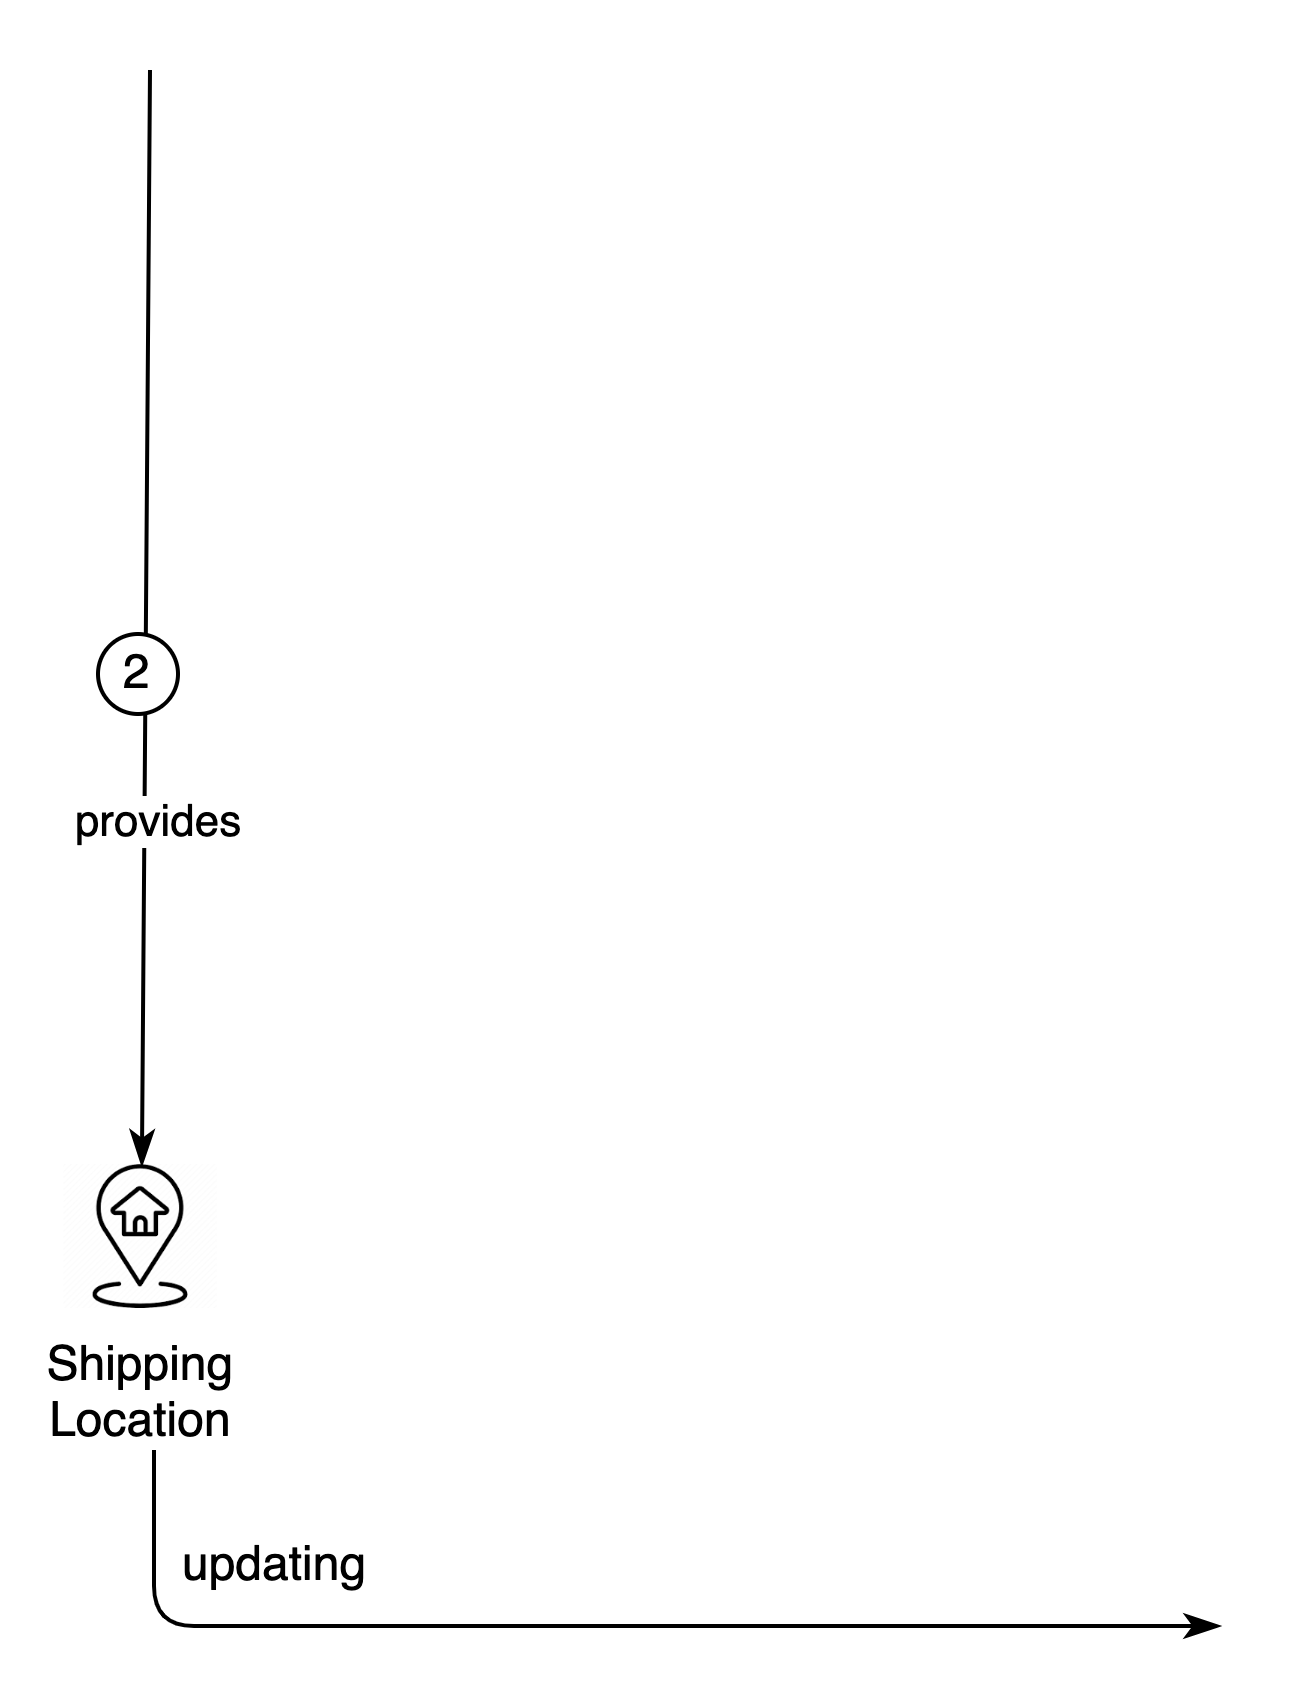 2
provides
Shipping
Location
updating